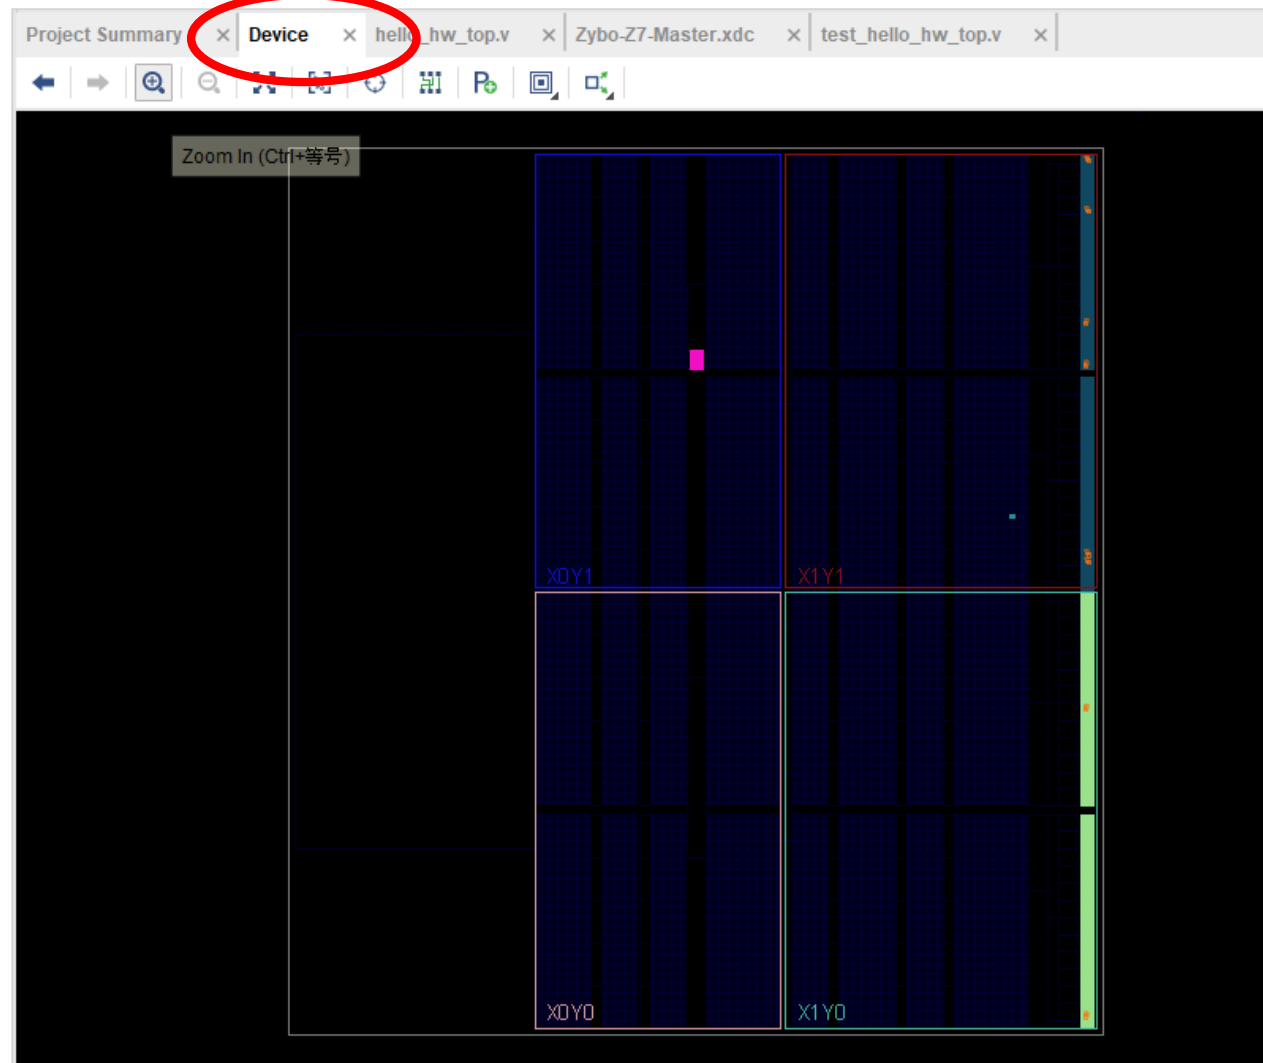 Project Summary × Device × hello_hw_top.v × Zybo-Z7-Master.xdc × test_hello_hw_top.v ×
Zoom In (Ctrl+等号)
X0Y1 X1Y1
X0Y0 X1Y0